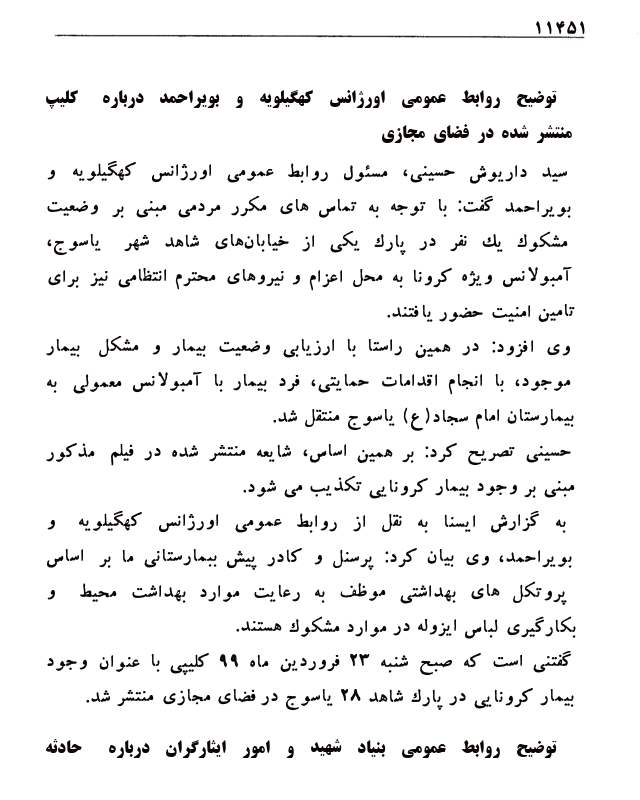 ۱۱۴۵۱
توضیح روابط عمومی اورژانس کهگیلویه و بویراحمد درباره کلیپ
منتشر شده در فضای مجازی
سید داریوش حسینی، مسئول روابط عمومی اورژانس کهگیلویه و
بویراحمد گفت: با توجه به تماس های مکرر مردمی مبنی بر وضعیت
مشکوك یك نفر در پارك یکی از خیابان‌های شاهد شهر یاسوج،
آمبولانس ویژه کرونا به محل اعزام و نیروهای محترم انتظامی نیز برای
تامین امنیت حضور یافتند.
وی افزود: در همین راستا با ارزیابی وضعیت بیمار و مشکل بیمار
موجود، با انجام اقدامات حمایتی، فرد بیمار با آمبولانس معمولی به
بیمارستان امام سجاد(ع) یاسوج منتقل شد.
حسینی تصریح کرد: بر همین اساس، شایعه منتشر شده در فیلم مذکور
مبنی بر وجود بیمار کرونایی تکذیب می شود.
به گزارش ایسنا به نقل از روابط عمومی اورژانس کهگیلویه و
بویراحمد، وی بیان کرد: پرسنل و کادر پیش بیمارستانی ما بر اساس
پروتکل های بهداشتی موظف به رعایت موارد بهداشت محیط و
بکارگیری لباس ایزوله در موارد مشکوك هستند.
گفتنی است که صبح شنبه ۲۳ فروردین ماه ۹۹ کلیپی با عنوان وجود
بیمار کرونایی در پارك شاهد ۲۸ یاسوج در فضای مجازی منتشر شد.
توضیح روابط عمومی بنیاد شهید و امور ایثارگران درباره حادثه